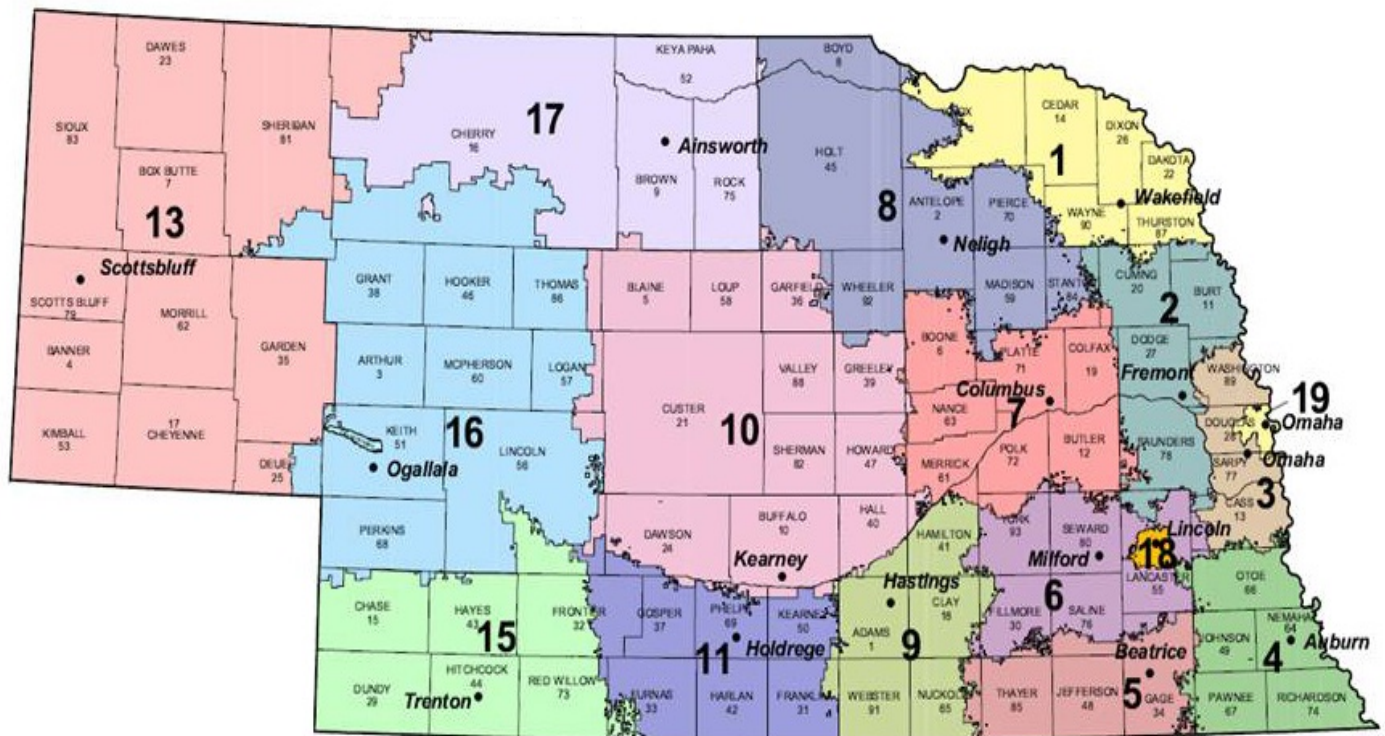 DAWES
23
SIOUX
83
SHERIDAN
81
BOX BUTTE
7
13
Scottsbluff
SCOTTS BLUFF
79
MORRILL
62
BANNER
4
GARDEN
35
KIMBALL
53
17
CHEYENNE
DEUEL
25
KEYA PAHA
52
CHERRY
16
17
Ainsworth
BROWN
9
ROCK
75
BOYD
8
HOLT
45
8
ANTELOPE
2
PIERCE
70
Neligh
WHEELER
92
MADISON
59
STANTON
84
CEDAR
14
DIXON
26
DAKOTA
22
1
Wakefield
WAYNE
90
THURSTON
87
GRANT
38
HOOKER
46
THOMAS
86
ARTHUR
3
MCPHERSON
60
LOGAN
57
KEITH
51
16
Ogallala
LINCOLN
56
PERKINS
68
BLAINE
5
LOUP
58
GARFIELD
36
CUSTER
21
VALLEY
88
GREELEY
39
10
SHERMAN
82
HOWARD
47
DAWSON
24
BUFFALO
10
HALL
40
Kearney
BOONE
6
PLATTE
71
COLFAX
19
Columbus
7
NANCE
63
MERRICK
61
POLK
72
BUTLER
12
CUMING
20
2
BURT
11
DODGE
27
Fremont
SAUNDERS
78
WASHINGTON
89
19
DOUGLAS
28
Omaha
SARPY
77
Omaha
3
CASS
13
CHASE
15
HAYES
43
FRONTIER
32
15
DUNDY
29
HITCHCOCK
44
Trenton
RED WILLOW
73
GOSPER
37
PHELPS
69
KEARNEY
50
11
Holdrege
FURNAS
33
HARLAN
42
FRANKLIN
31
HAMILTON
41
Hastings
CLAY
18
ADAMS
1
9
WEBSTER
91
NUCKOLLS
65
YORK
93
SEWARD
80
Milford
18
Lincoln
LANCASTER
55
6
FILLMORE
30
SALINE
76
THAYER
85
JEFFERSON
48
Beatrice
5
GAGE
34
OTOE
66
NEMAHA
64
JOHNSON
49
4
Auburn
PAWNEE
67
RICHARDSON
74